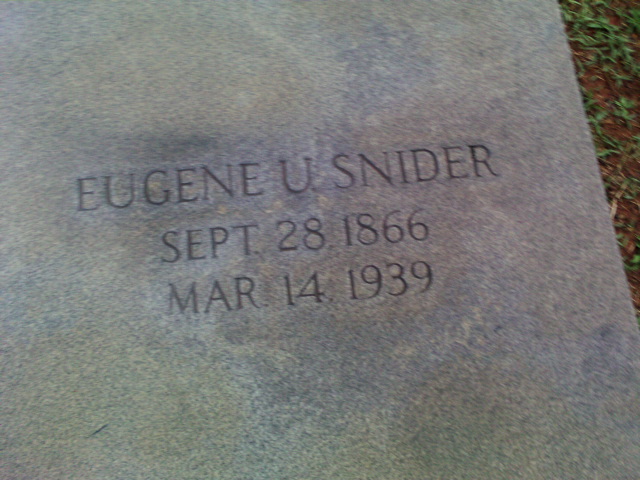 EUGENE U. SNIDER
SEPT. 28 1866
MAR. 14 1939